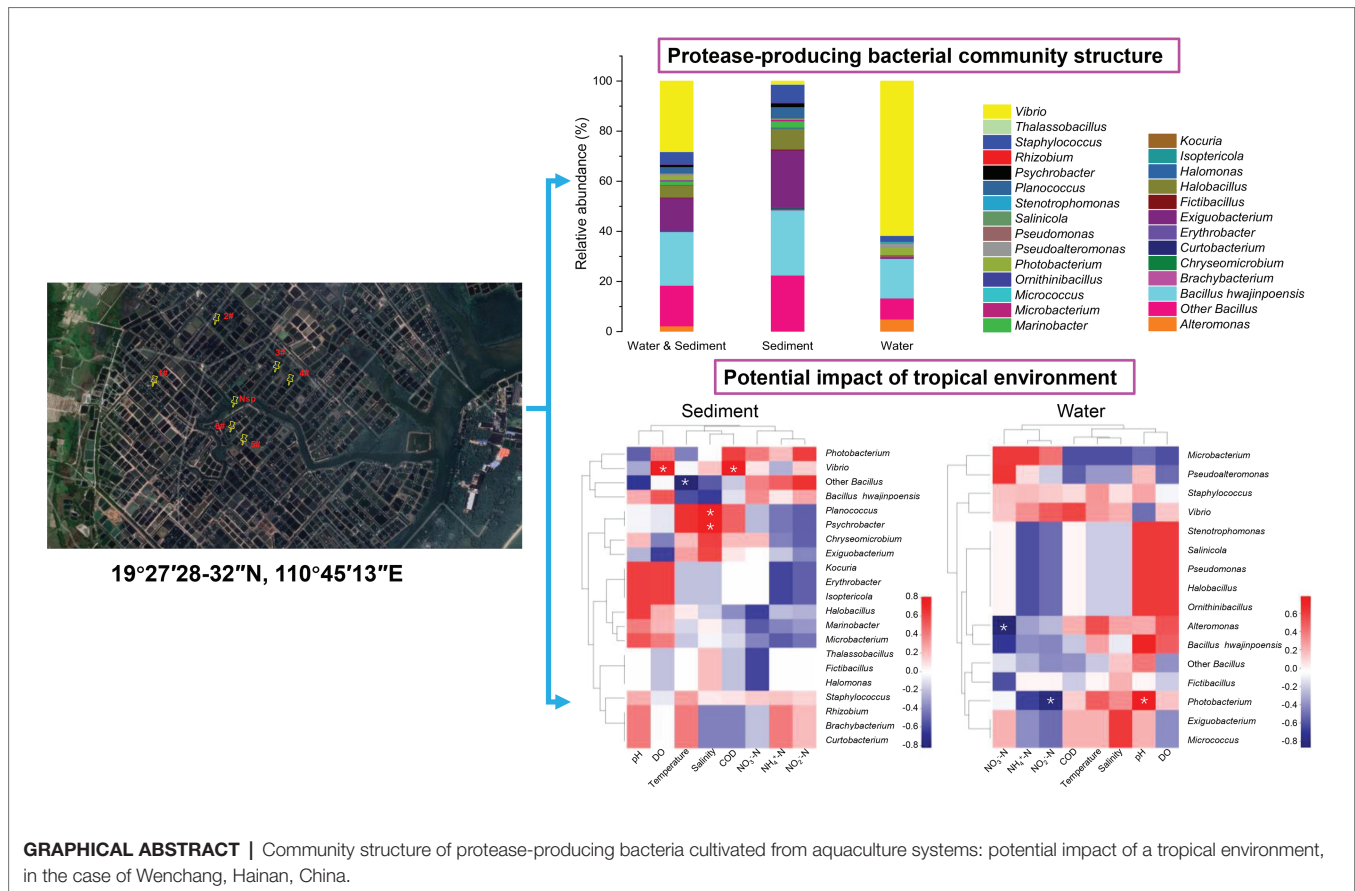 Protease-producing bacterial community structure
100
80
60
40
20
0
Relative abundance (%)
Water & Sediment
Sediment
Water
Vibrio
Thalassobacillus
Staphylococcus
Rhizobium
Psychrobacter
Planococcus
Stenotrophomonas
Salinicola
Pseudomonas
Pseudoalteromonas
Photobacterium
Ornithinibacillus
Micrococcus
Microbacterium
Marinobacter
Kocuria
Isoptericola
Halomonas
Halobacillus
Fictibacillus
Exiguobacterium
Erythrobacter
Curtobacterium
Chryseomicrobium
Brachybacterium
Bacillus hwajinpoensis
Other Bacillus
Alteromonas
2#
3#
4#
1#
Nsp
6#
5#
19°27′28-32″N, 110°45′13″E
Potential impact of tropical environment
Sediment
Photobacterium
Vibrio
Other Bacillus
Bacillus hwajinpoensis
Planococcus
Psychrobacter
Chryseomicrobium
Exiguobacterium
Kocuria
Erythrobacter
Isoptericola
Halobacillus
Marinobacter
Microbacterium
Thalassobacillus
Fictibacillus
Halomonas
Staphylococcus
Rhizobium
Brachybacterium
Curtobacterium
* *
*
*
*
pH
DO
Temperature
Salinity
COD
NO₃⁻-N
NH₄⁺-N
NO₂⁻-N
0.8
0.6
0.4
0.2
0.0
-0.2
-0.4
-0.6
-0.8
Water
Microbacterium
Pseudoalteromonas
Staphylococcus
Vibrio
Stenotrophomonas
Salinicola
Pseudomonas
Halobacillus
Ornithinibacillus
Alteromonas
Bacillus hwajinpoensis
Other Bacillus
Fictibacillus
Photobacterium
Exiguobacterium
Micrococcus
*
* *
NO₃⁻-N
NH₄⁺-N
NO₂⁻-N
COD
Temperature
Salinity
pH
DO
0.6
0.4
0.2
0.0
-0.2
-0.4
-0.6
-0.8
GRAPHICAL ABSTRACT | Community structure of protease-producing bacteria cultivated from aquaculture systems: potential impact of a tropical environment,
in the case of Wenchang, Hainan, China.